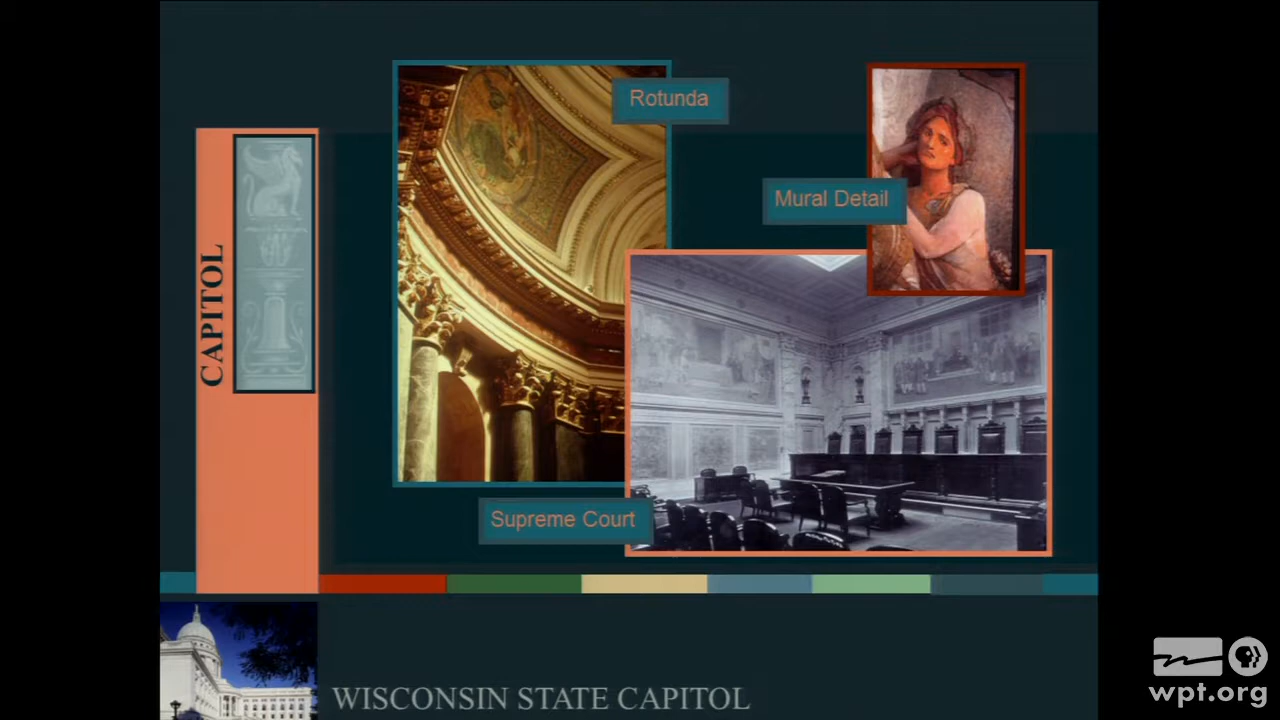 Rotunda
Mural Detail
CAPITOL
Supreme Court
WISCONSIN STATE CAPITOL
wpt.org